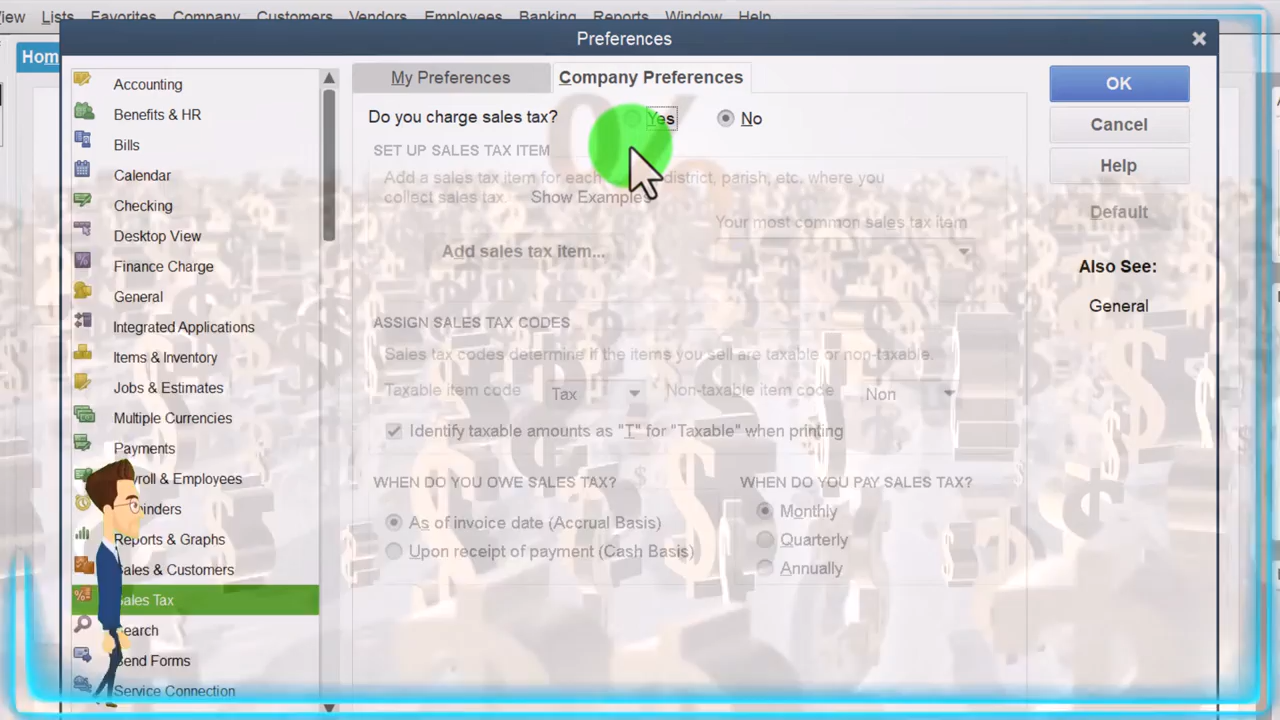 View Lists Favorites Company Customers Vendors Employees Banking Reports Window Help
Preferences
Hom
Accounting
Benefits & HR
Bills
Calendar
Checking
Desktop View
Finance Charge
General
Integrated Applications
Items & Inventory
Jobs & Estimates
Multiple Currencies
Payments
Payroll & Employees
Reminders
Reports & Graphs
Sales & Customers
Sales Tax
Search
Send Forms
Service Connection
My Preferences
Company Preferences
Do you charge sales tax? Yes No
SET UP SALES TAX ITEM
Add a sales tax item for each district, parish, etc. where you
collect sales tax. Show Examples
Your most common sales tax item
Add sales tax item...
ASSIGN SALES TAX CODES
Sales tax codes determine if the items you sell are taxable or non-taxable.
Taxable item code Tax Non-taxable item code Non
Identify taxable amounts as "T" for "Taxable" when printing
WHEN DO YOU OWE SALES TAX?
As of invoice date (Accrual Basis)
Upon receipt of payment (Cash Basis)
WHEN DO YOU PAY SALES TAX?
Monthly
Quarterly
Annually
OK
Cancel
Help
Default
Also See:
General